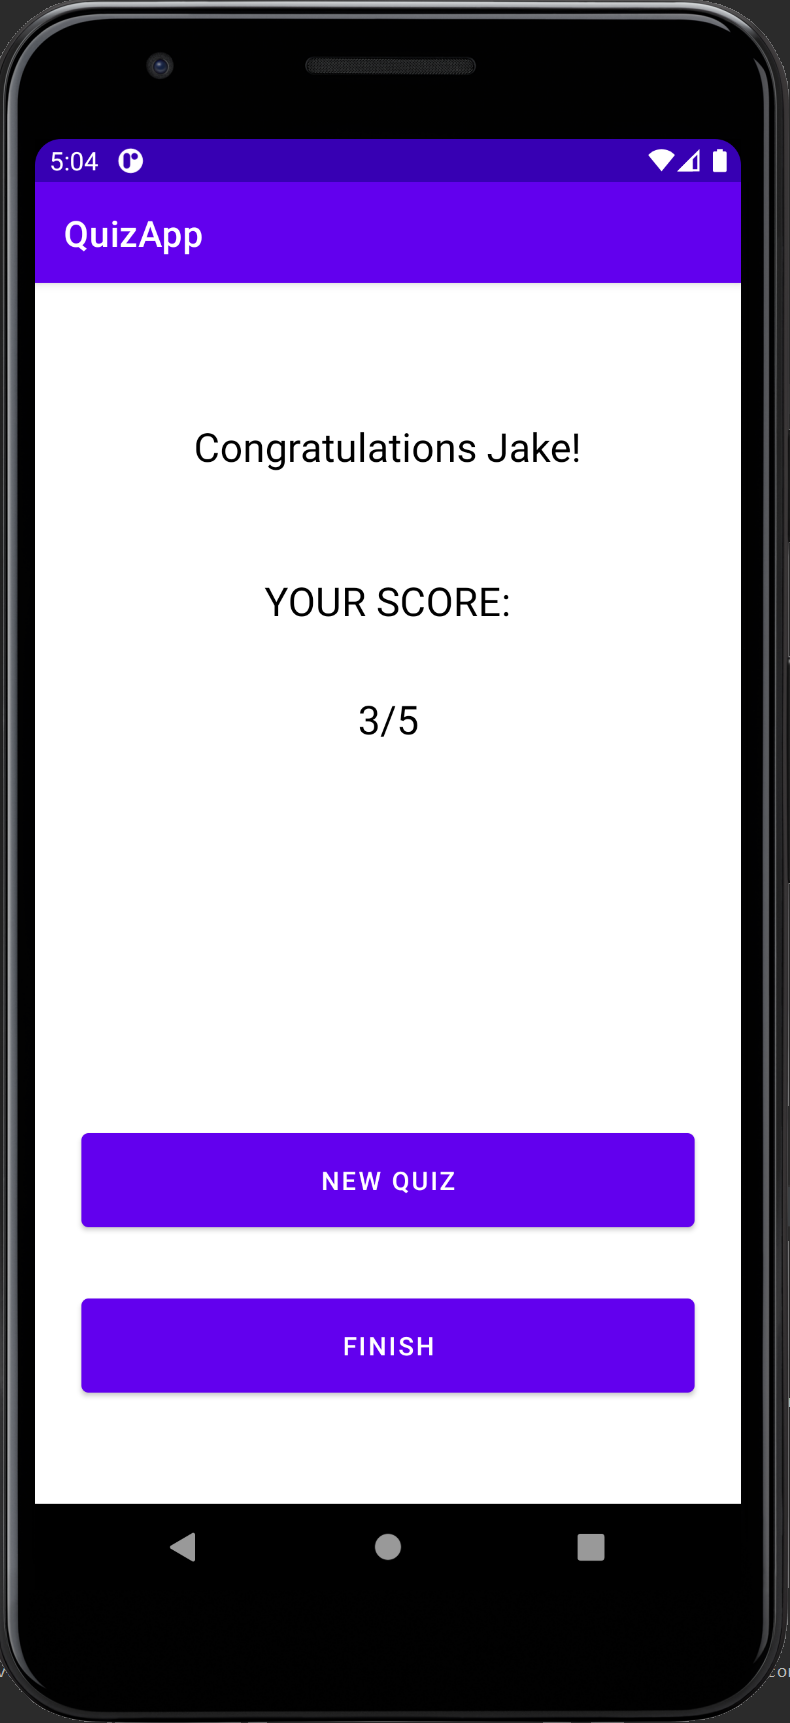 5:04
QuizApp
Congratulations Jake!
YOUR SCORE:
3/5
NEW QUIZ
FINISH